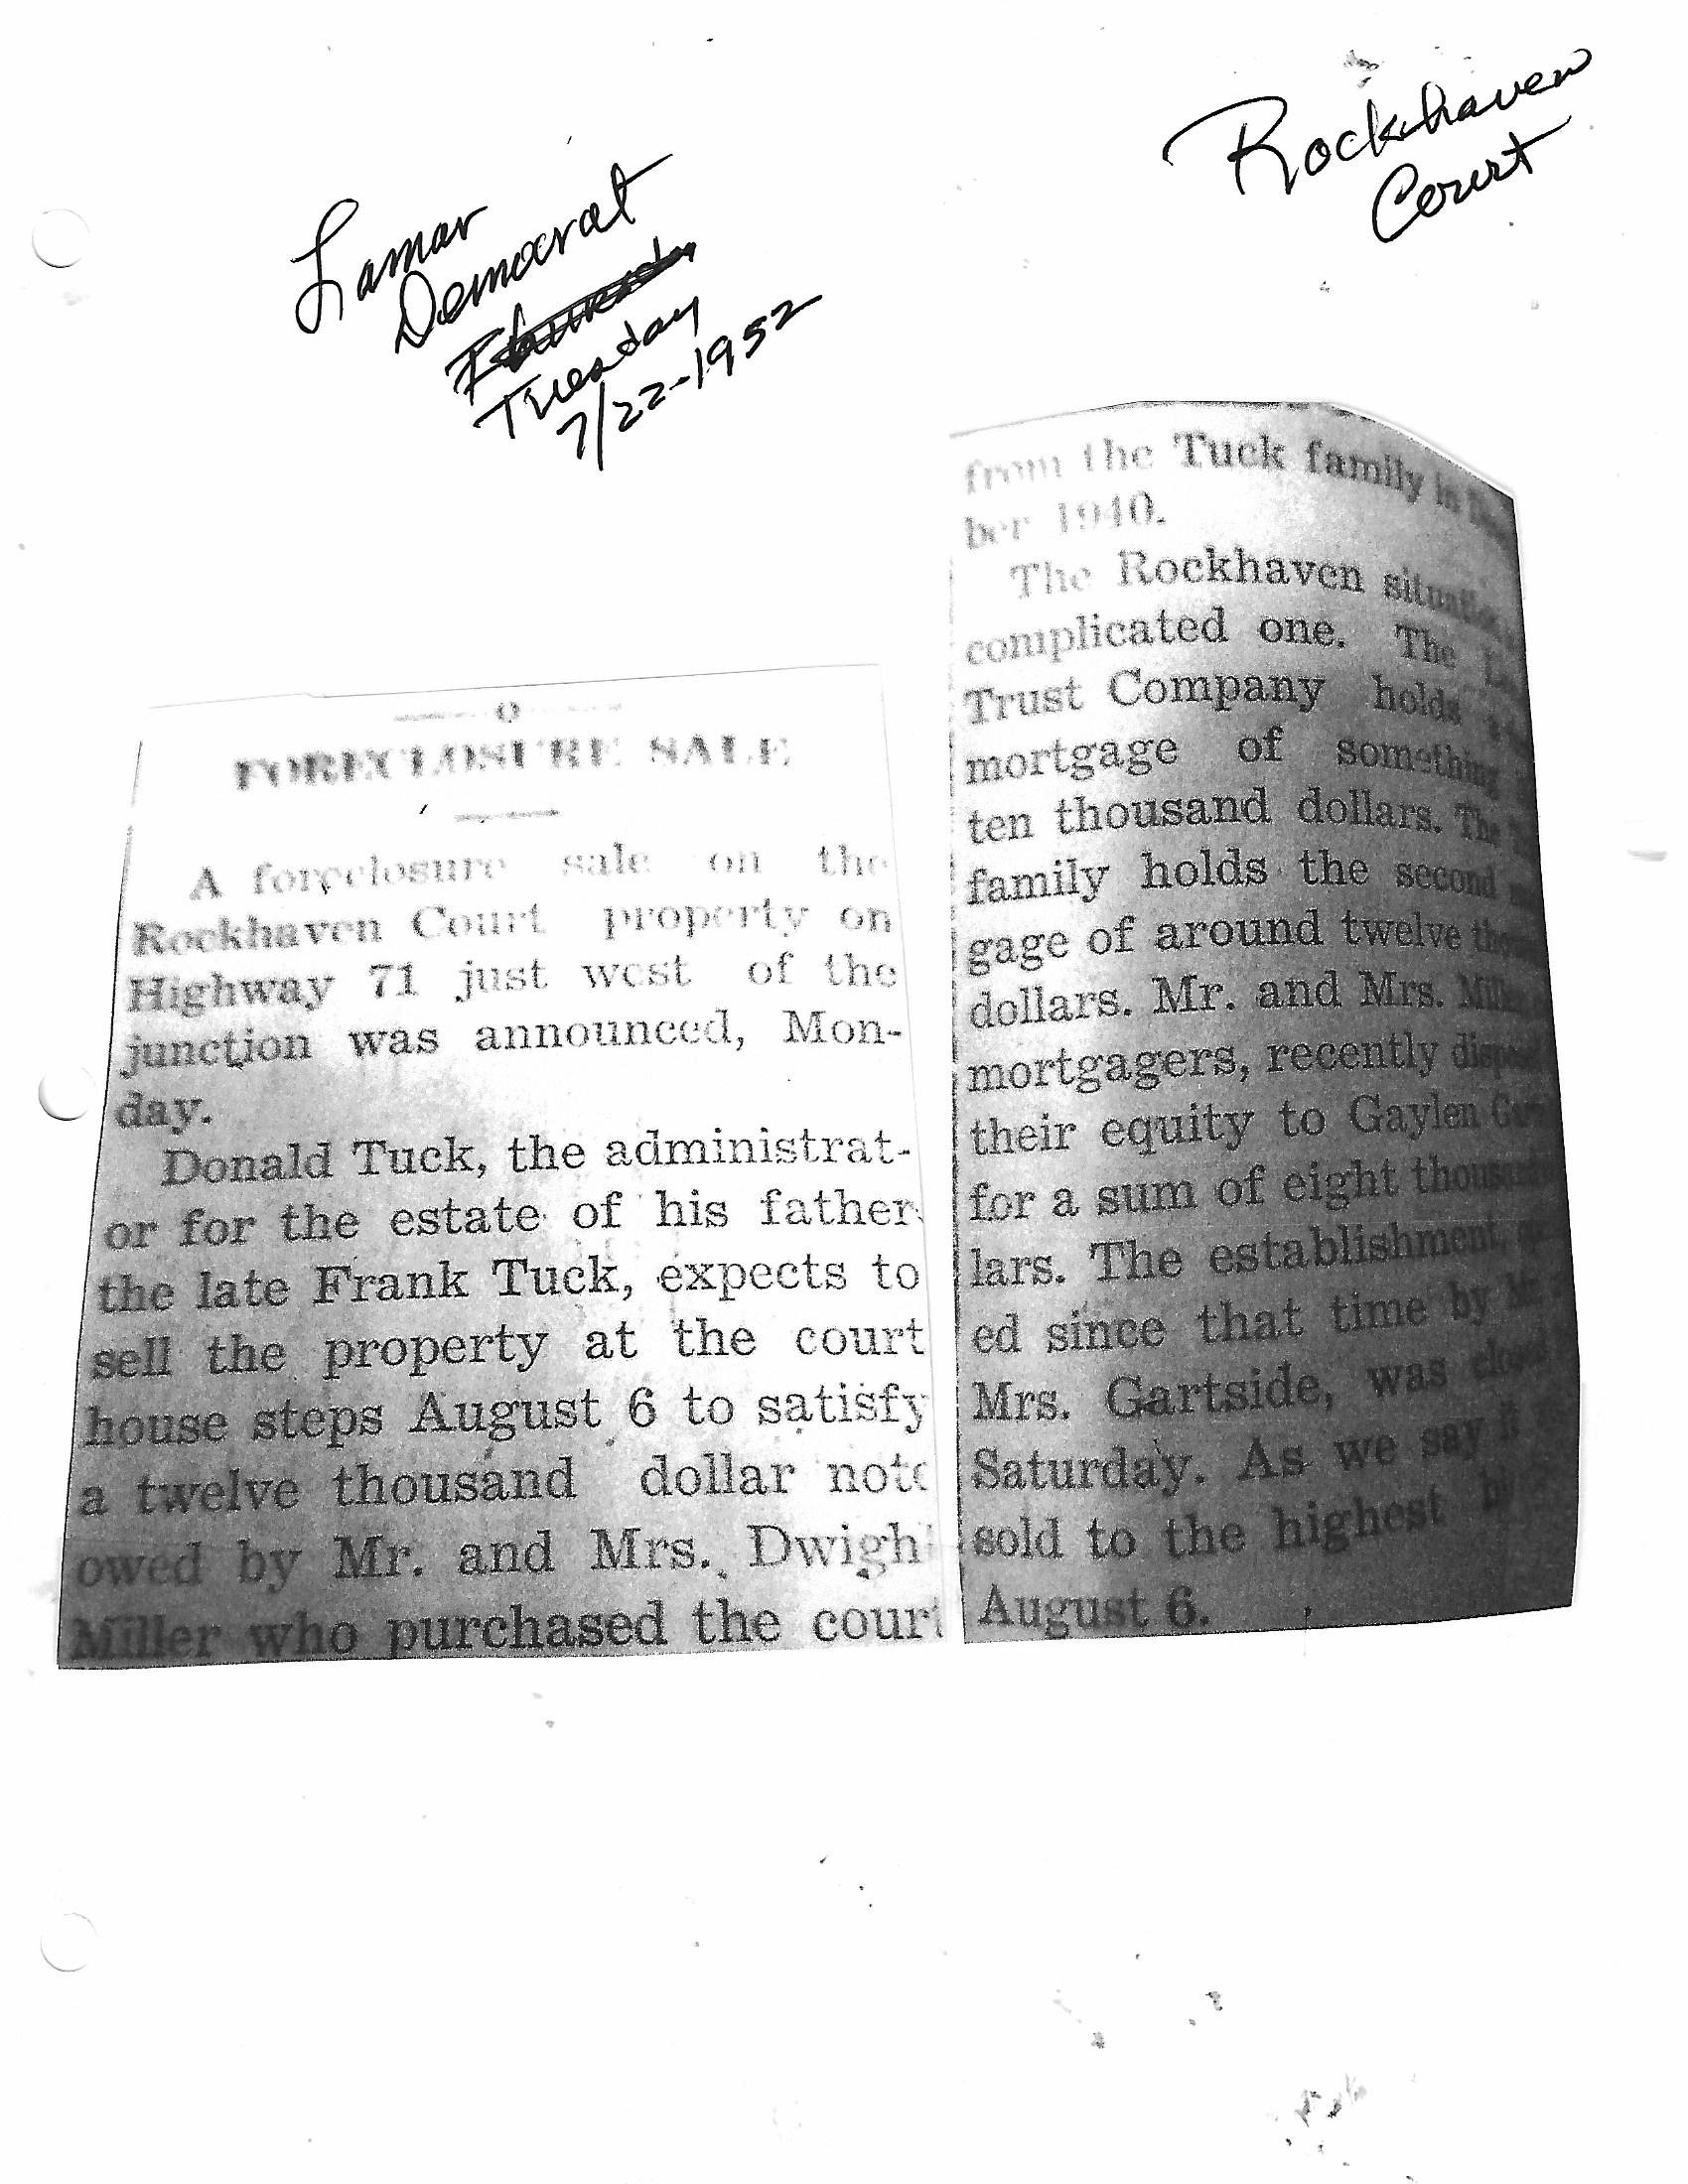 Rockhaven
Court
Lamar
Democrat
Tuesday
7/22-1952
FORECLOSURE SALE
A foreclosure sale on the
Rockhaven Court property on
Highway 71 just west of the
junction was announced, Mon-
day.
Donald Tuck, the administrat-
or for the estate of his father
the late Frank Tuck, expects to
sell the property at the court
house steps August 6 to satisfy
a twelve thousand dollar note
owed by Mr. and Mrs. Dwigh
Miller who purchased the court
from the Tuck family in
ber 1940.
The Rockhaven situation
complicated one. The
Trust Company holds
mortgage of something
ten thousand dollars. The
family holds the second
gage of around twelve
dollars. Mr. and Mrs.
mortgagers, recently
their equity to Gaylen
for a sum of eight thousand
lars. The establishment,
ed since that time by
Mrs. Gartside, was
Saturday. As we say it
sold to the highest
August 6.